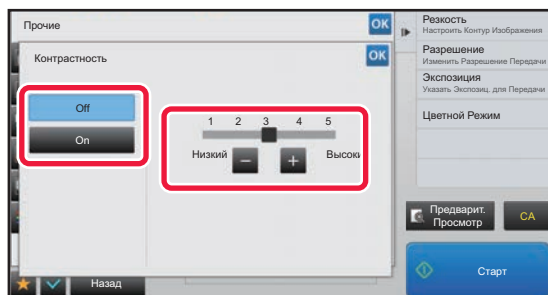 Прочие
OK
Контрастность
OK
Off
On
1 2 3 4 5
Низкий
Высоки
Назад
Резкость
Настроить Контур Изображения
Разрешение
Изменить Разрешение Передачи
Экспозиция
Указать Экспозиц. для Передачи
Цветной Режим
Предварит.
Просмотр
CA
Старт